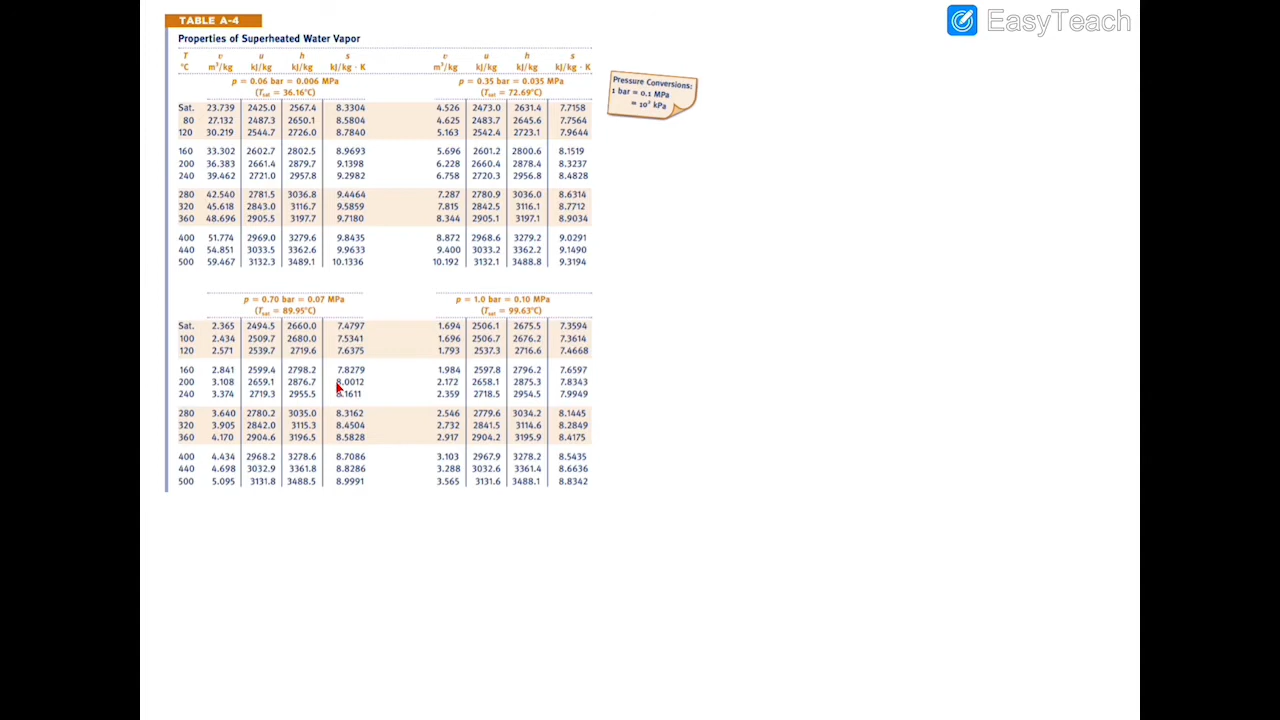 EasyTeach
TABLE A-4
Properties of Superheated Water Vapor
T v u h s v u h s
°C m³/kg kJ/kg kJ/kg kJ/kg · K m³/kg kJ/kg kJ/kg kJ/kg · K
p = 0.06 bar = 0.006 MPa p = 0.35 bar = 0.035 MPa
(Tsat = 36.16°C) (Tsat = 72.69°C)
Sat. 23.739 2425.0 2567.4 8.3304 4.526 2473.0 2631.4 7.7158
80 27.132 2487.3 2650.1 8.5804 4.625 2483.7 2645.6 7.7564
120 30.219 2544.7 2726.0 8.7840 5.163 2542.4 2723.1 7.9644
160 33.302 2602.7 2802.5 8.9693 5.696 2601.2 2800.6 8.1519
200 36.383 2661.4 2879.7 9.1398 6.228 2660.4 2878.4 8.3237
240 39.462 2721.0 2957.8 9.2982 6.758 2720.3 2956.8 8.4828
280 42.540 2781.5 3036.8 9.4464 7.287 2780.9 3036.0 8.6314
320 45.618 2843.0 3116.7 9.5859 7.815 2842.5 3116.1 8.7712
360 48.696 2905.5 3197.7 9.7180 8.344 2905.1 3197.1 8.9034
400 51.774 2969.0 3279.6 9.8435 8.872 2968.6 3279.2 9.0291
440 54.851 3033.5 3362.6 9.9633 9.400 3033.2 3362.2 9.1490
500 59.467 3132.3 3489.1 10.1336 10.192 3132.1 3488.8 9.3194
p = 0.70 bar = 0.07 MPa p = 1.0 bar = 0.10 MPa
(Tsat = 89.95°C) (Tsat = 99.63°C)
Sat. 2.365 2494.5 2660.0 7.4797 1.694 2506.1 2675.5 7.3594
100 2.434 2509.7 2680.0 7.5341 1.696 2506.7 2676.2 7.3614
120 2.571 2539.7 2719.6 7.6375 1.793 2537.3 2716.6 7.4668
160 2.841 2599.4 2798.2 7.8279 1.984 2597.8 2796.2 7.6597
200 3.108 2659.1 2876.7 8.0012 2.172 2658.1 2875.3 7.8343
240 3.374 2719.3 2955.5 8.1611 2.359 2718.5 2954.5 7.9949
280 3.640 2780.2 3035.0 8.3162 2.546 2779.6 3034.2 8.1445
320 3.905 2842.0 3115.3 8.4504 2.732 2841.5 3114.6 8.2849
360 4.170 2904.6 3196.5 8.5828 2.917 2904.2 3195.9 8.4175
400 4.434 2968.2 3278.6 8.7086 3.103 2967.9 3278.2 8.5435
440 4.698 3032.9 3361.8 8.8286 3.288 3032.6 3361.4 8.6636
500 5.095 3131.8 3488.5 8.9991 3.565 3131.6 3488.1 8.8342
Pressure Conversions:
1 bar = 0.1 MPa
= 10² kPa